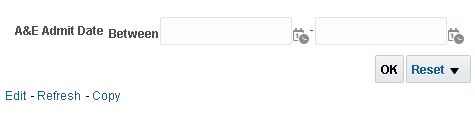 A&E Admit Date Between -
OK Reset
Edit - Refresh - Copy